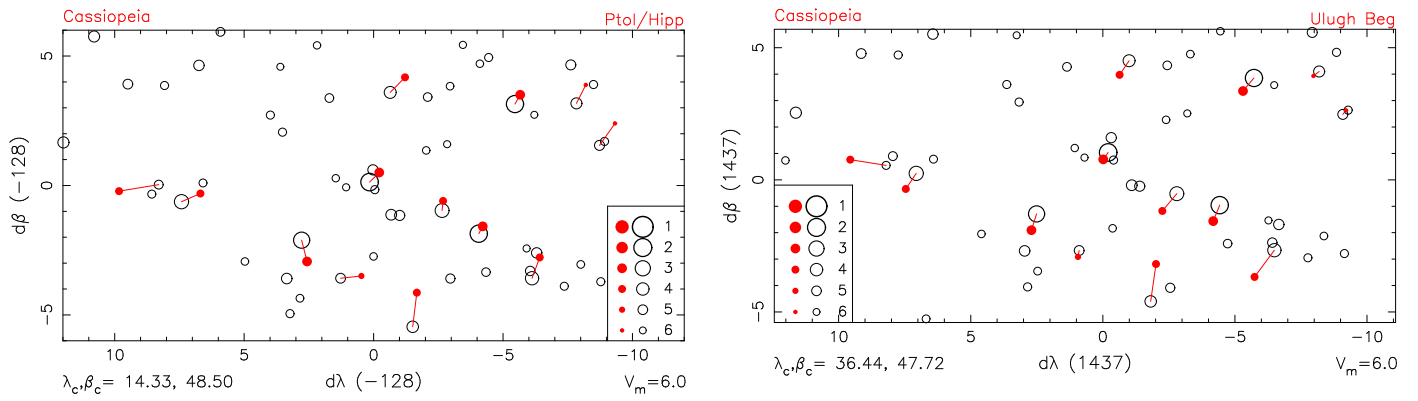 Cassiopeia Ptol/Hipp
5
0
-5
dβ (-128)
1
2
3
4
5
6
10 5 0 -5 -10
λc,βc= 14.33, 48.50 dλ (-128) Vm=6.0
Cassiopeia Ulugh Beg
5
0
-5
dβ (1437)
1
2
3
4
5
6
10 5 0 -5 -10
λc,βc= 36.44, 47.72 dλ (1437) Vm=6.0